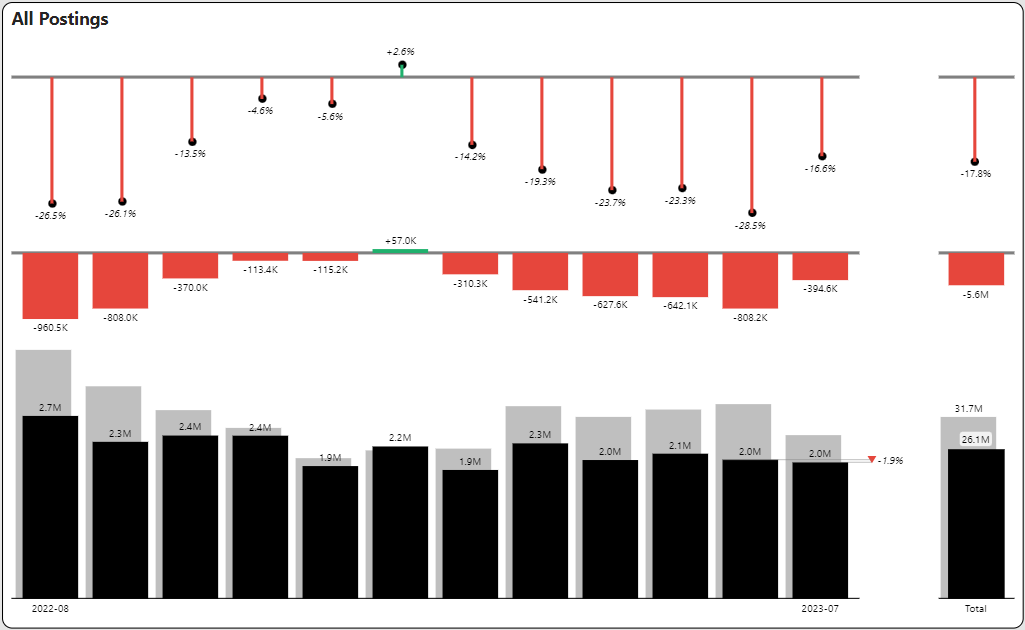 All Postings
+2.6%
-4.6%
-5.6%
-13.5%
-14.2%
-16.6%
-17.8%
-19.3%
-23.7%
-23.3%
-26.5%
-26.1%
-28.5%
+57.0K
-113.4K
-115.2K
-370.0K
-310.3K
-541.2K
-627.6K
-642.1K
-394.6K
-5.6M
-960.5K
-808.0K
-808.2K
2.7M
2.3M
2.4M
2.4M
1.9M
2.2M
1.9M
2.3M
2.0M
2.1M
2.0M
2.0M
-1.9%
31.7M
26.1M
2022-08
2023-07
Total